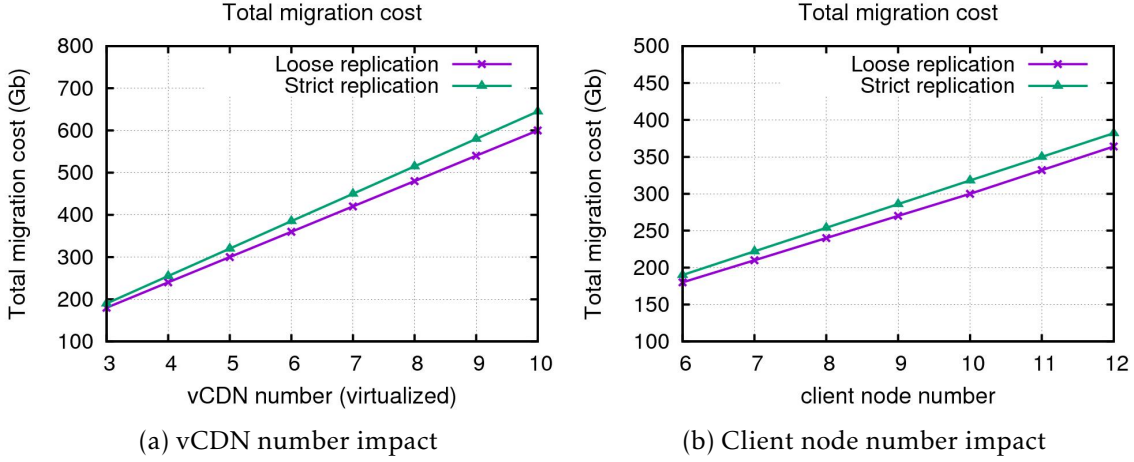 Total migration cost
800
700
600
500
400
300
200
100
Total migration cost (Gb)
Loose replication
Strict replication
3 4 5 6 7 8 9 10
vCDN number (virtualized)
(a) vCDN number impact
Total migration cost
500
450
400
350
300
250
200
150
100
Total migration cost (Gb)
Loose replication
Strict replication
6 7 8 9 10 11 12
client node number
(b) Client node number impact